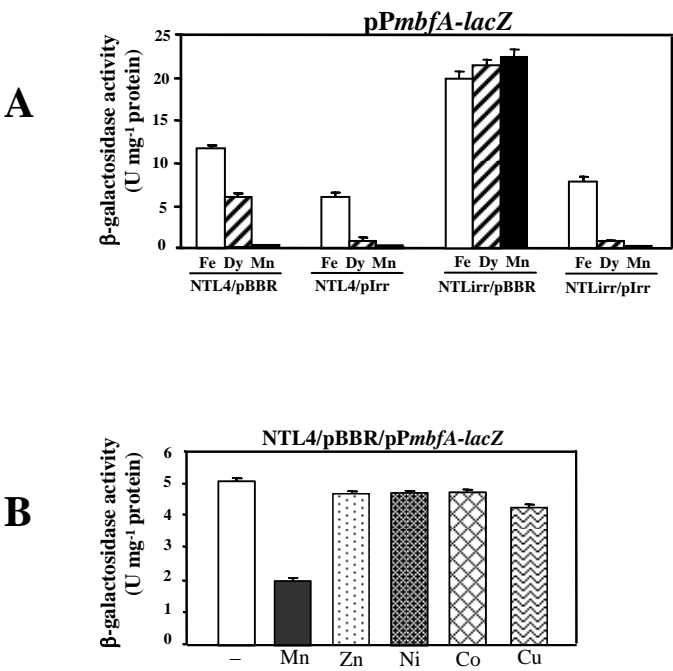 pPmbfA-lacZ
A
β-galactosidase activity
(U mg-1 protein)
25
20
15
10
5
0
Fe Dy Mn
NTL4/pBBR
Fe Dy Mn
NTL4/pIrr
Fe Dy Mn
NTLirr/pBBR
Fe Dy Mn
NTLirr/pIrr
NTL4/pBBR/pPmbfA-lacZ
B
β-galactosidase activity
(U mg-1 protein)
6
5
4
3
2
1
0
– Mn Zn Ni Co Cu